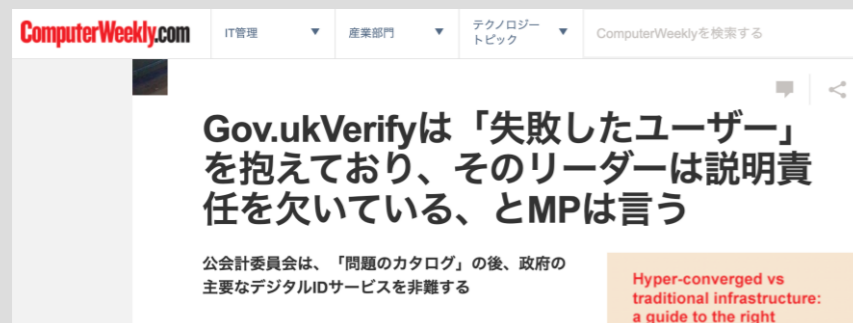 ComputerWeekly.com
IT管理
産業部門
テクノロジー
トピック
ComputerWeeklyを検索する
Gov.ukVerifyは「失敗したユーザー」
を抱えており、そのリーダーは説明責
任を欠いている、とMPは言う
公会計委員会は、「問題のカタログ」の後、政府の
主要なデジタルIDサービスを非難する
Hyper-converged vs
traditional infrastructure:
a guide to the right